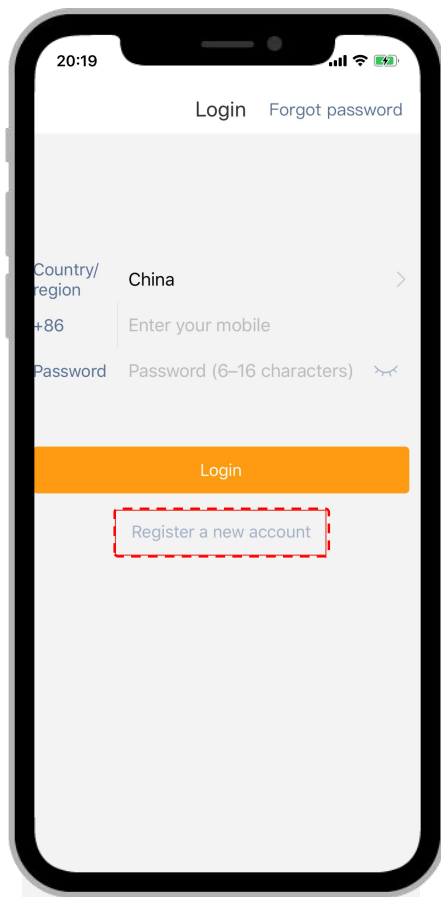 20:19
Login Forgot password
Country/
region
China
+86 Enter your mobile
Password Password (6–16 characters)
Login
Register a new account